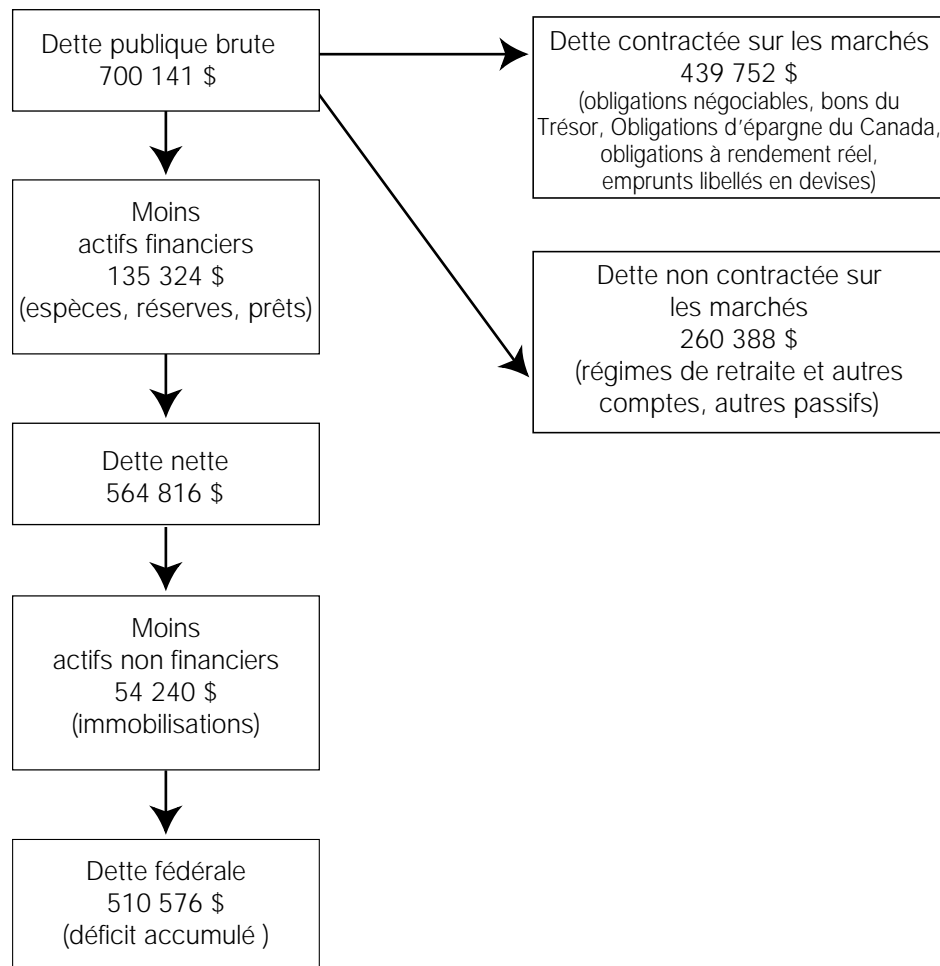 Dette publique brute
700 141 $
Dette contractée sur les marchés
439 752 $
(obligations négociables, bons du
Trésor, Obligations d'épargne du Canada,
obligations à rendement réel,
emprunts libellés en devises)
Moins
actifs financiers
135 324 $
(espèces, réserves, prêts)
Dette non contractée sur
les marchés
260 388 $
(régimes de retraite et autres
comptes, autres passifs)
Dette nette
564 816 $
Moins
actifs non financiers
54 240 $
(immobilisations)
Dette fédérale
510 576 $
(déficit accumulé )